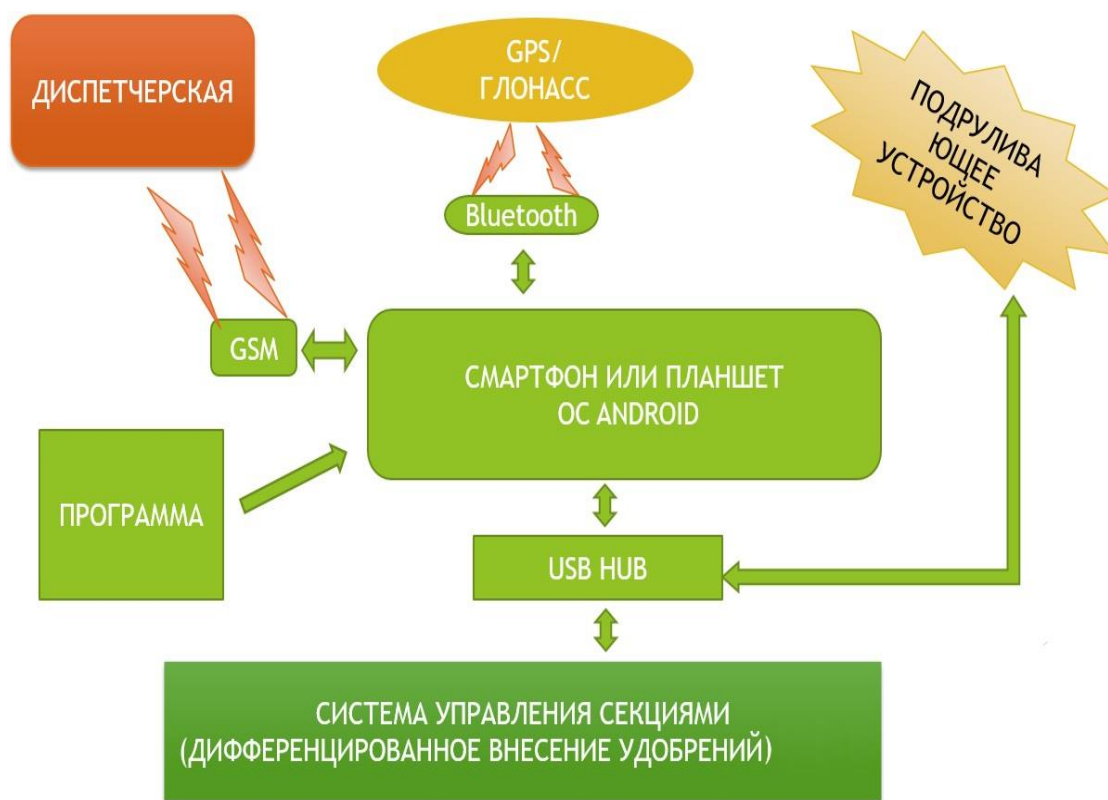 ДИСПЕТЧЕРСКАЯ
GPS/
ГЛОНАСС
ПОДРУЛИВА
ЮЩЕЕ
УСТРОЙСТВО
Bluetooth
GSM
СМАРТФОН ИЛИ ПЛАНШЕТ
ОС ANDROID
ПРОГРАММА
USB HUB
СИСТЕМА УПРАВЛЕНИЯ СЕКЦИЯМИ
(ДИФФЕРЕНЦИРОВАННОЕ ВНЕСЕНИЕ УДОБРЕНИЙ)